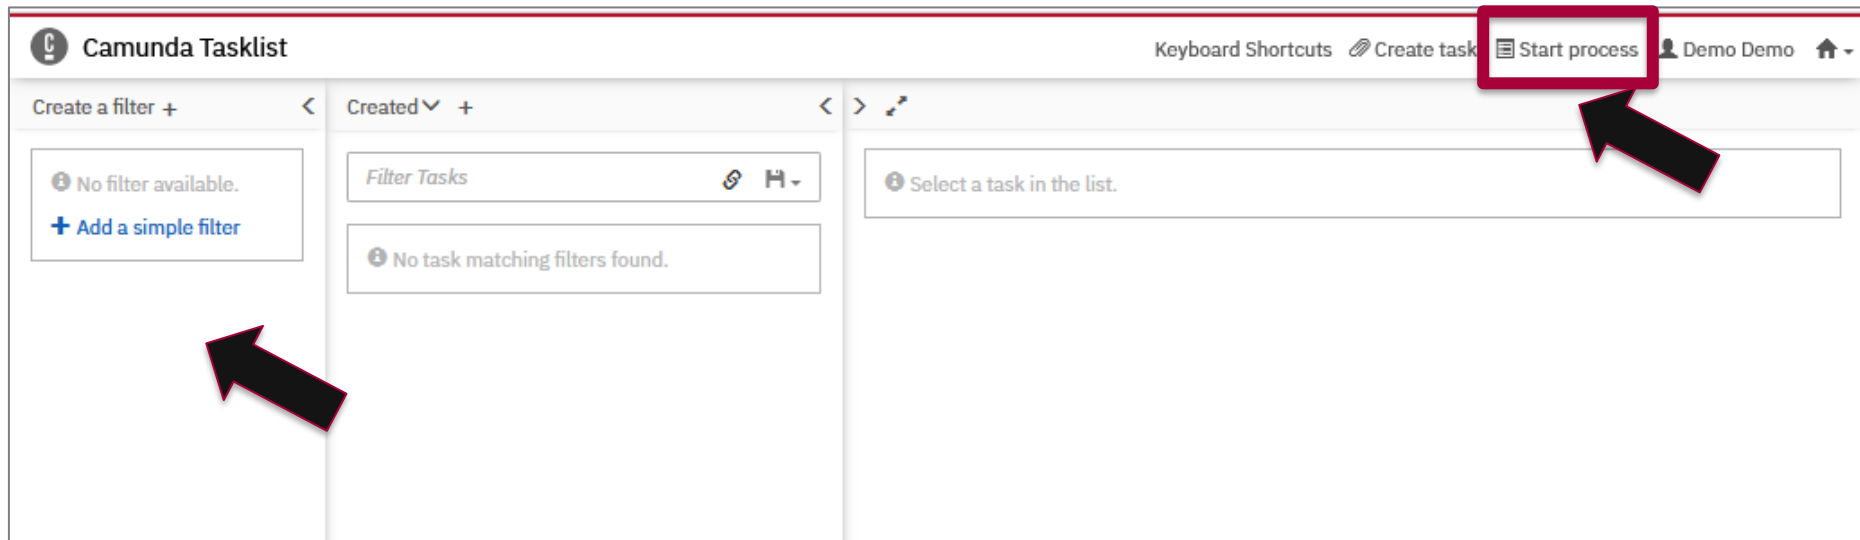 Camunda Tasklist
Keyboard Shortcuts Create task Start process Demo Demo
Create a filter +
Created +
No filter available.
+ Add a simple filter
Filter Tasks
No task matching filters found.
Select a task in the list.